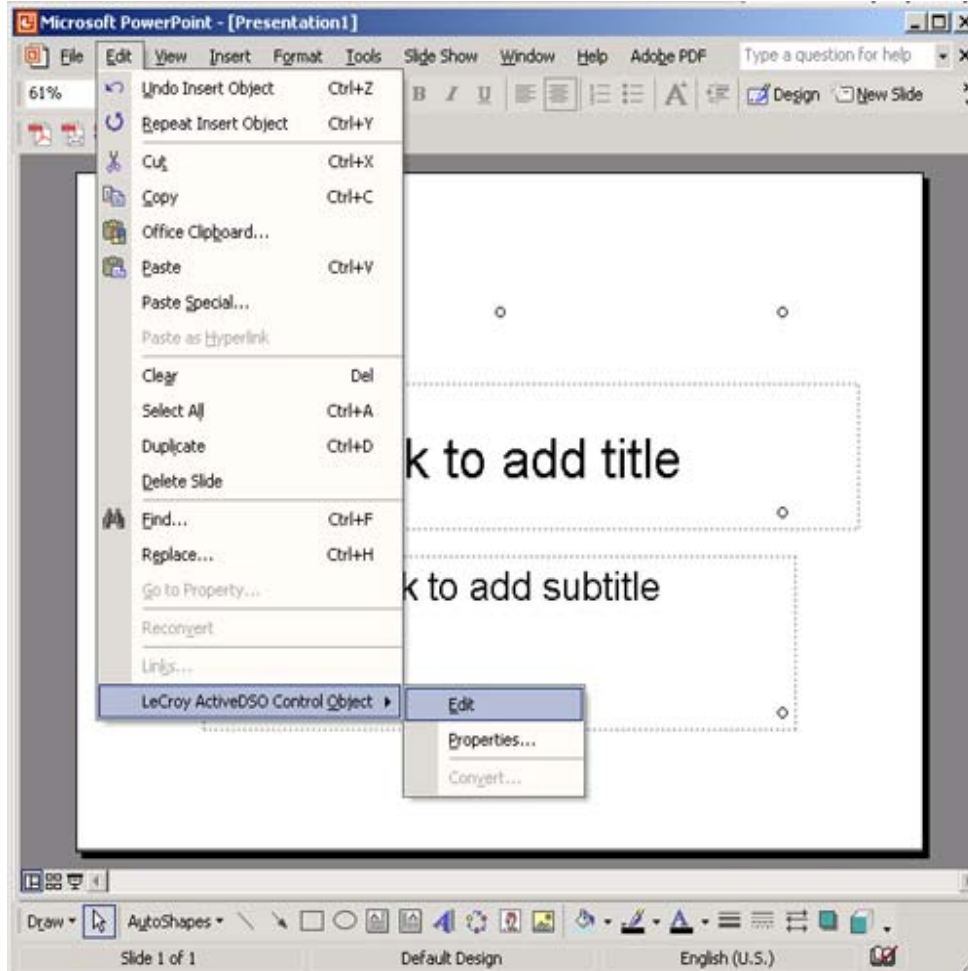 Microsoft PowerPoint - [Presentation1]
File Edit View Insert Format Tools Slide Show Window Help Adobe PDF Type a question for help
61% B I U A Design New Slide
Undo Insert Object Ctrl+Z
Repeat Insert Object Ctrl+Y
Cut Ctrl+X
Copy Ctrl+C
Office Clipboard...
Paste Ctrl+V
Paste Special...
Paste as Hyperlink
Clear Del
Select All Ctrl+A
Duplicate Ctrl+D
k to add title
Delete Slide
Find... Ctrl+F
Replace... Ctrl+H
k to add subtitle
Go to Property...
Reconvert
Links...
LeCroy ActiveDSO Control Object Edit
Properties...
Convert...
Draw AutoShapes A A
Slide 1 of 1 Default Design English (U.S.)